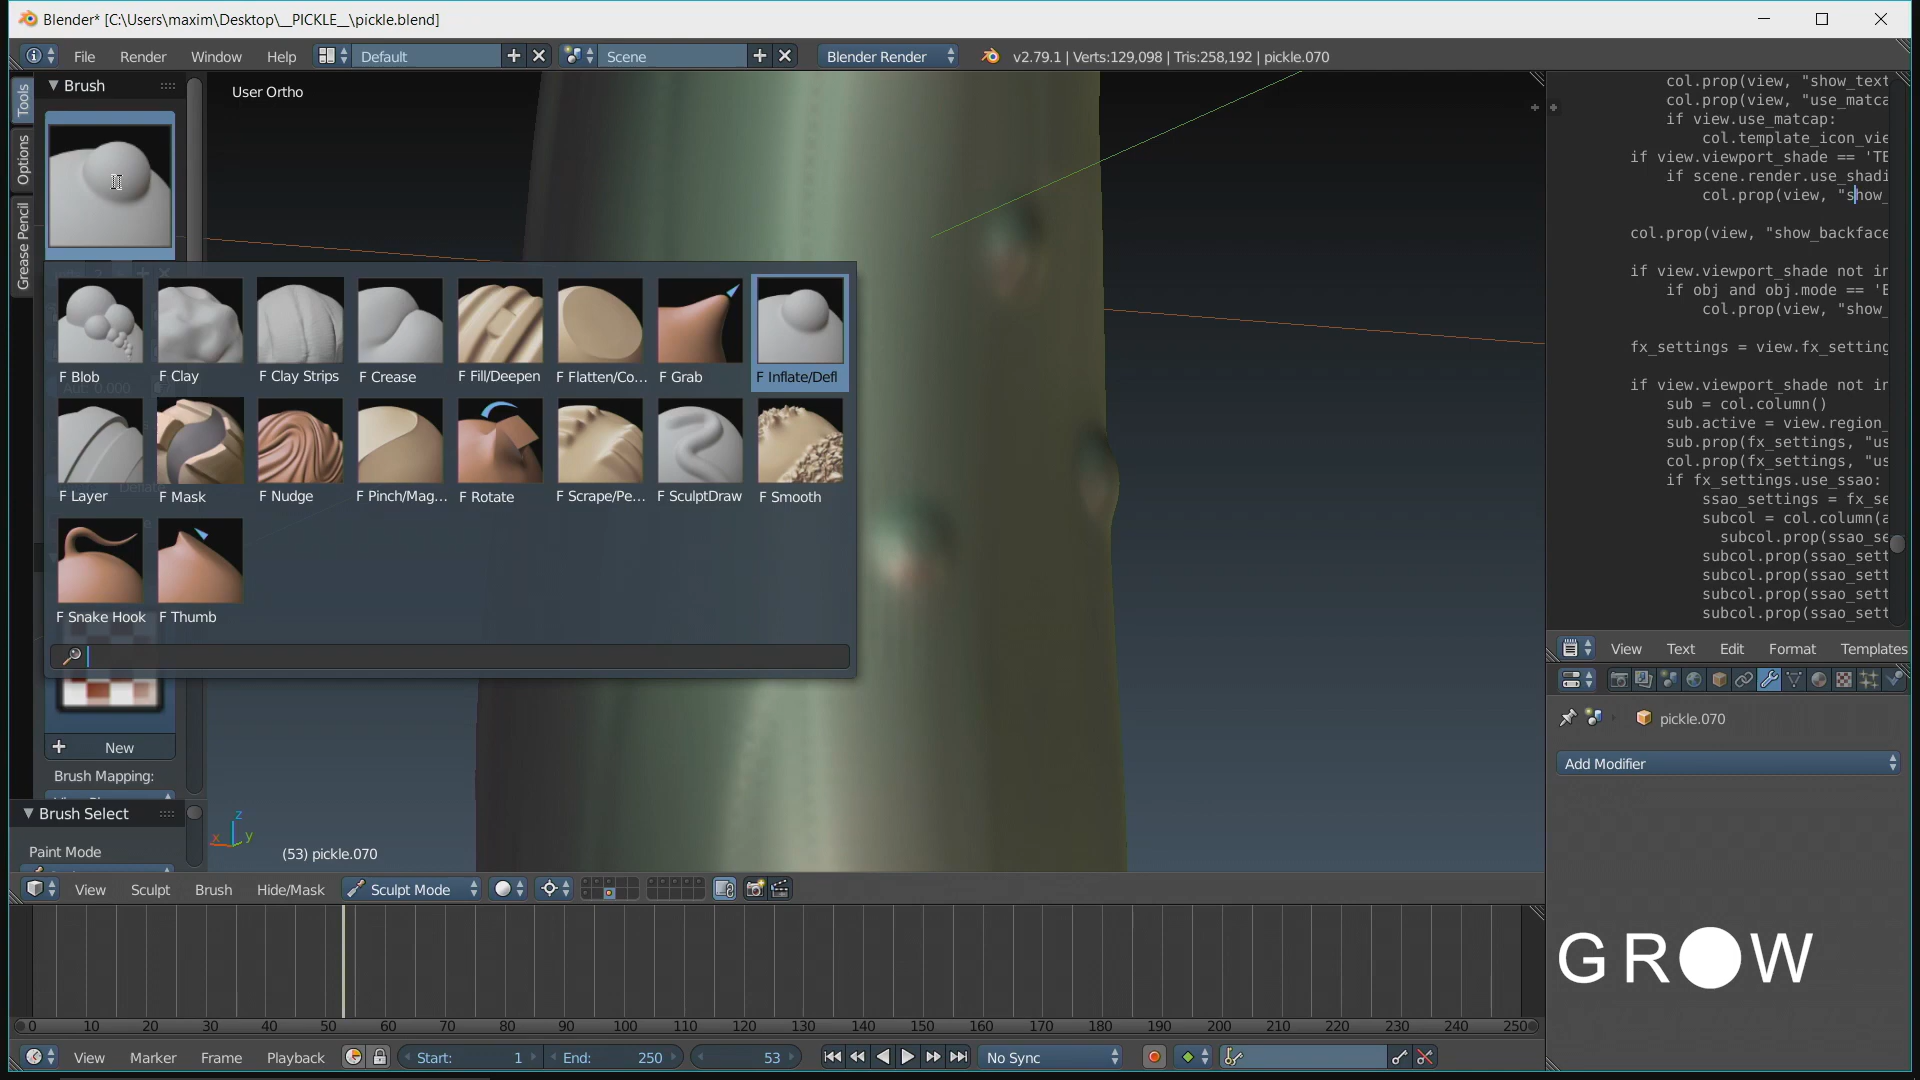 Blender* [C:\Users\maxim\Desktop\__PICKLE__\pickle.blend]
File Render Window Help Default Scene Blender Render v2.79.1 | Verts:129,098 | Tris:258,192 | pickle.070
Tools
Options
Grease Pencil
Brush
User Ortho
F Blob
F Clay
F Clay Strips
F Crease
F Fill/Deepen
F Flatten/Co...
F Grab
F Inflate/Defl
F Layer
F Mask
F Nudge
F Pinch/Mag...
F Rotate
F Scrape/Pe...
F SculptDraw
F Smooth
F Snake Hook
F Thumb
New
Brush Mapping:
Brush Select
Paint Mode
z
x
y
(53) pickle.070
View Sculpt Brush Hide/Mask Sculpt Mode
0 10 20 30 40 50 60 70 80 90 100 110 120 130 140 150 160 170 180 190 200 210 220 230 240 250
View Marker Frame Playback Start: 1 End: 250 53 No Sync
col.prop(view, "show_text
col.prop(view, "use_matca
if view.use_matcap:
col.template_icon_vie
if view.viewport_shade == 'TE
if scene.render.use_shadi
col.prop(view, "show_
col.prop(view, "show_backface
if view.viewport_shade not in
if obj and obj.mode == 'E
col.prop(view, "show_
fx_settings = view.fx_setting
if view.viewport_shade not in
sub = col.column()
sub.active = view.region_
sub.prop(fx_settings, "us
col.prop(fx_settings, "us
if fx_settings.use_ssao:
ssao_settings = fx_se
subcol = col.column(a
subcol.prop(ssao_se
subcol.prop(ssao_sett
subcol.prop(ssao_sett
subcol.prop(ssao_sett
subcol.prop(ssao_sett
View Text Edit Format Templates
pickle.070
Add Modifier
GROW